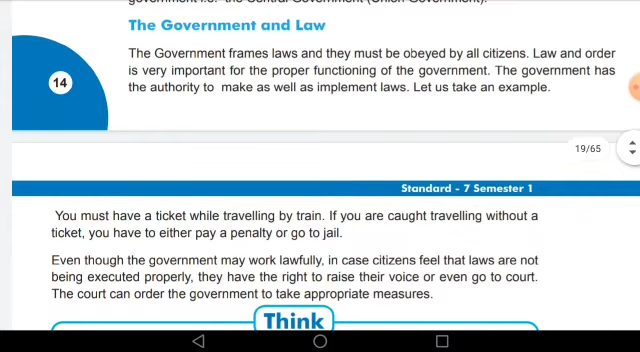 government i.e. the Central Government (Union Government).
The Government and Law
The Government frames laws and they must be obeyed by all citizens. Law and order
is very important for the proper functioning of the government. The government has
the authority to make as well as implement laws. Let us take an example.
14
19/65
Standard - 7 Semester 1
You must have a ticket while travelling by train. If you are caught travelling without a
ticket, you have to either pay a penalty or go to jail.
Even though the government may work lawfully, in case citizens feel that laws are not
being executed properly, they have the right to raise their voice or even go to court.
The court can order the government to take appropriate measures.
Think